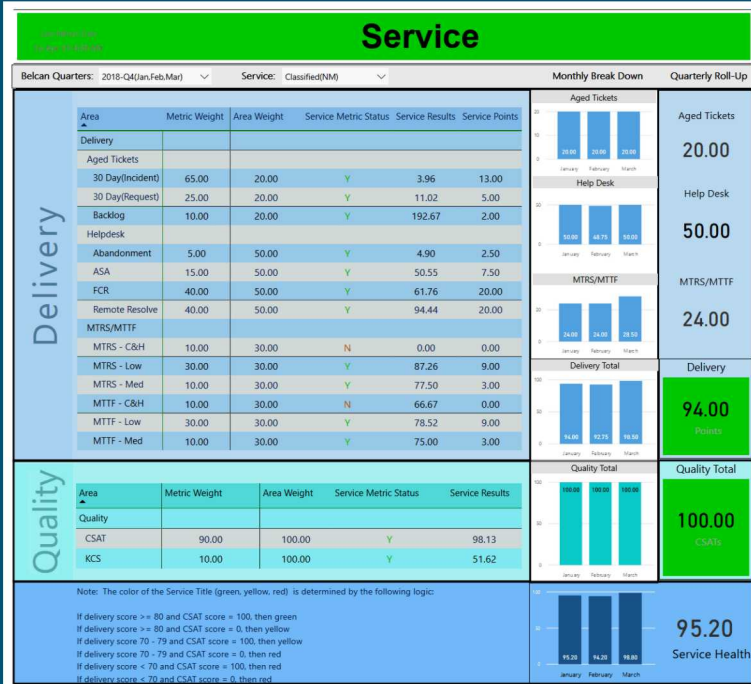 Service
Belcan Quarters: 2018-Q4(Jan,Feb,Mar) Service: Classified(NM) Monthly Break Down Quarterly Roll-Up
Delivery
Area Metric Weight Area Weight Service Metric Status Service Results Service Points
Delivery
Aged Tickets
30 Day(Incident) 65.00 20.00 Y 3.96 13.00
30 Day(Request) 25.00 20.00 Y 11.02 5.00
Backlog 10.00 20.00 Y 192.67 2.00
Helpdesk
Abandonment 5.00 50.00 Y 4.90 2.50
ASA 15.00 50.00 Y 50.55 7.50
FCR 40.00 50.00 Y 61.76 20.00
Remote Resolve 40.00 50.00 Y 94.44 20.00
MTRS/MTTF
MTRS - C&H 10.00 30.00 N 0.00 0.00
MTRS - Low 30.00 30.00 Y 87.26 9.00
MTRS - Med 10.00 30.00 Y 77.50 3.00
MTTF - C&H 10.00 30.00 N 66.67 0.00
MTTF - Low 30.00 30.00 Y 78.52 9.00
MTTF - Med 10.00 30.00 Y 75.00 3.00
Aged Tickets
20
10
0
20.00 20.00 20.00
January February March
Help Desk
0
50.00 48.75 50.00
January February March
MTRS/MTTF
20
0
24.00 24.00 28.50
January February March
Delivery Total
100
50
0
94.00 92.75 98.50
January February March
Aged Tickets
20.00
Help Desk
50.00
MTRS/MTTF
24.00
Delivery
94.00
Points
Quality
Area Metric Weight Area Weight Service Metric Status Service Results
Quality
CSAT 90.00 100.00 Y 98.13
KCS 10.00 100.00 Y 51.62
Quality Total
100
50
0
100.00 100.00 100.00
January February March
Quality Total
100.00
CSATs
Note: The color of the Service Title (green, yellow, red) is determined by the following logic:
If delivery score >= 80 and CSAT score = 100, then green
If delivery score >= 80 and CSAT score = 0, then yellow
If delivery score 70 - 79 and CSAT score = 100, then yellow
If delivery score 70 - 79 and CSAT score = 0, then red
If delivery score < 70 and CSAT score = 100, then red
If delivery score < 70 and CSAT score = 0, then red
100
50
0
95.20 94.20 98.80
January February March
95.20
Service Health